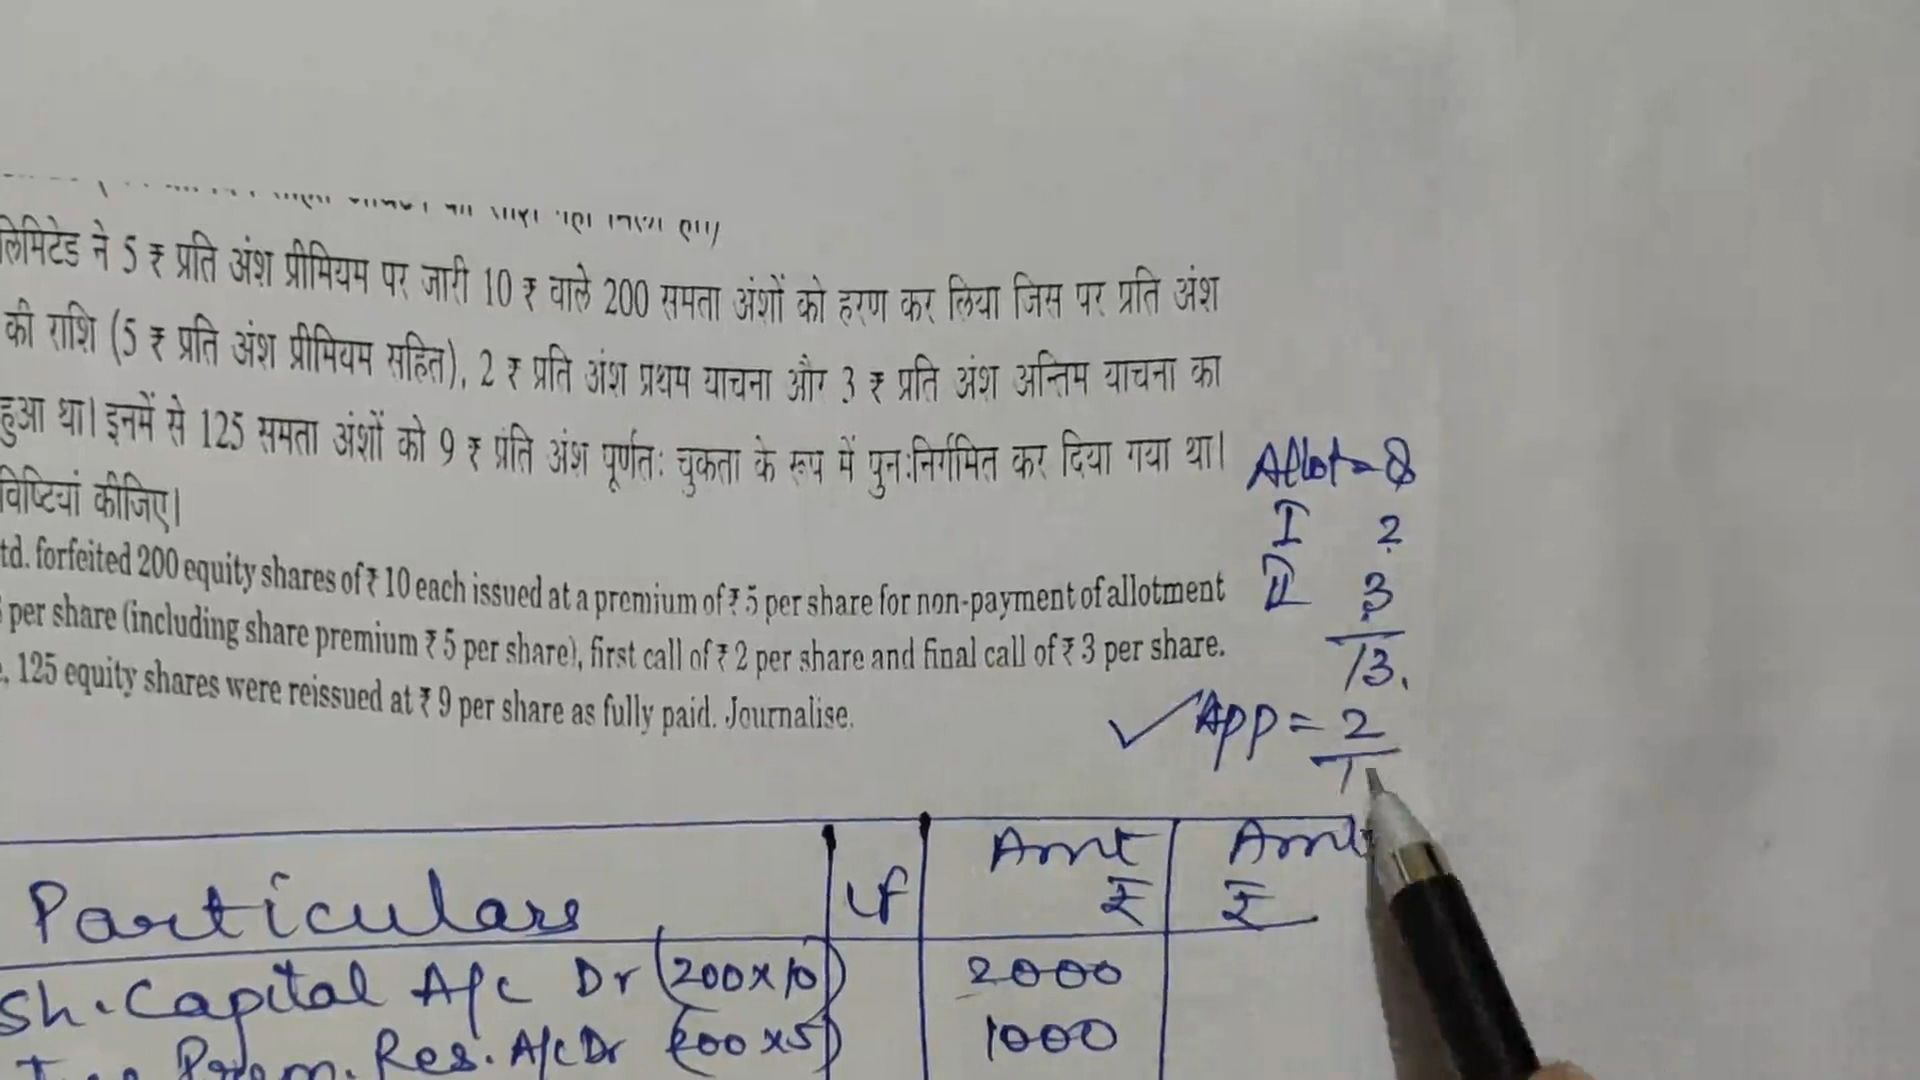 लिमिटेड ने 5 ₹ प्रति अंश प्रीमियम पर जारी 10 ₹ वाले 200 समता अंशों को हरण कर लिया जिस पर प्रति अंश
की राशि (5 ₹ प्रति अंश प्रीमियम सहित), 2 ₹ प्रति अंश प्रथम याचना और 3 ₹ प्रति अंश अन्तिम याचना का
हुआ था। इनमें से 125 समता अंशों को 9 ₹ प्रति अंश पूर्णतः चुकता के रूप में पुनःनिर्गमित कर दिया गया था।
विष्टियां कीजिए।
td. forfeited 200 equity shares of ₹ 10 each issued at a premium of ₹ 5 per share for non-payment of allotment
per share (including share premium ₹ 5 per share), first call of ₹ 2 per share and final call of ₹ 3 per share.
, 125 equity shares were reissued at ₹ 9 per share as fully paid. Journalise.
Allot = 8
I 2
II 3
13.
✓App = 2
1
Particulars LF Amt ₹ Amt ₹
Sh. Capital A/c Dr (200×10) 2000
Prem. Res. A/c Dr (200×5) 1000